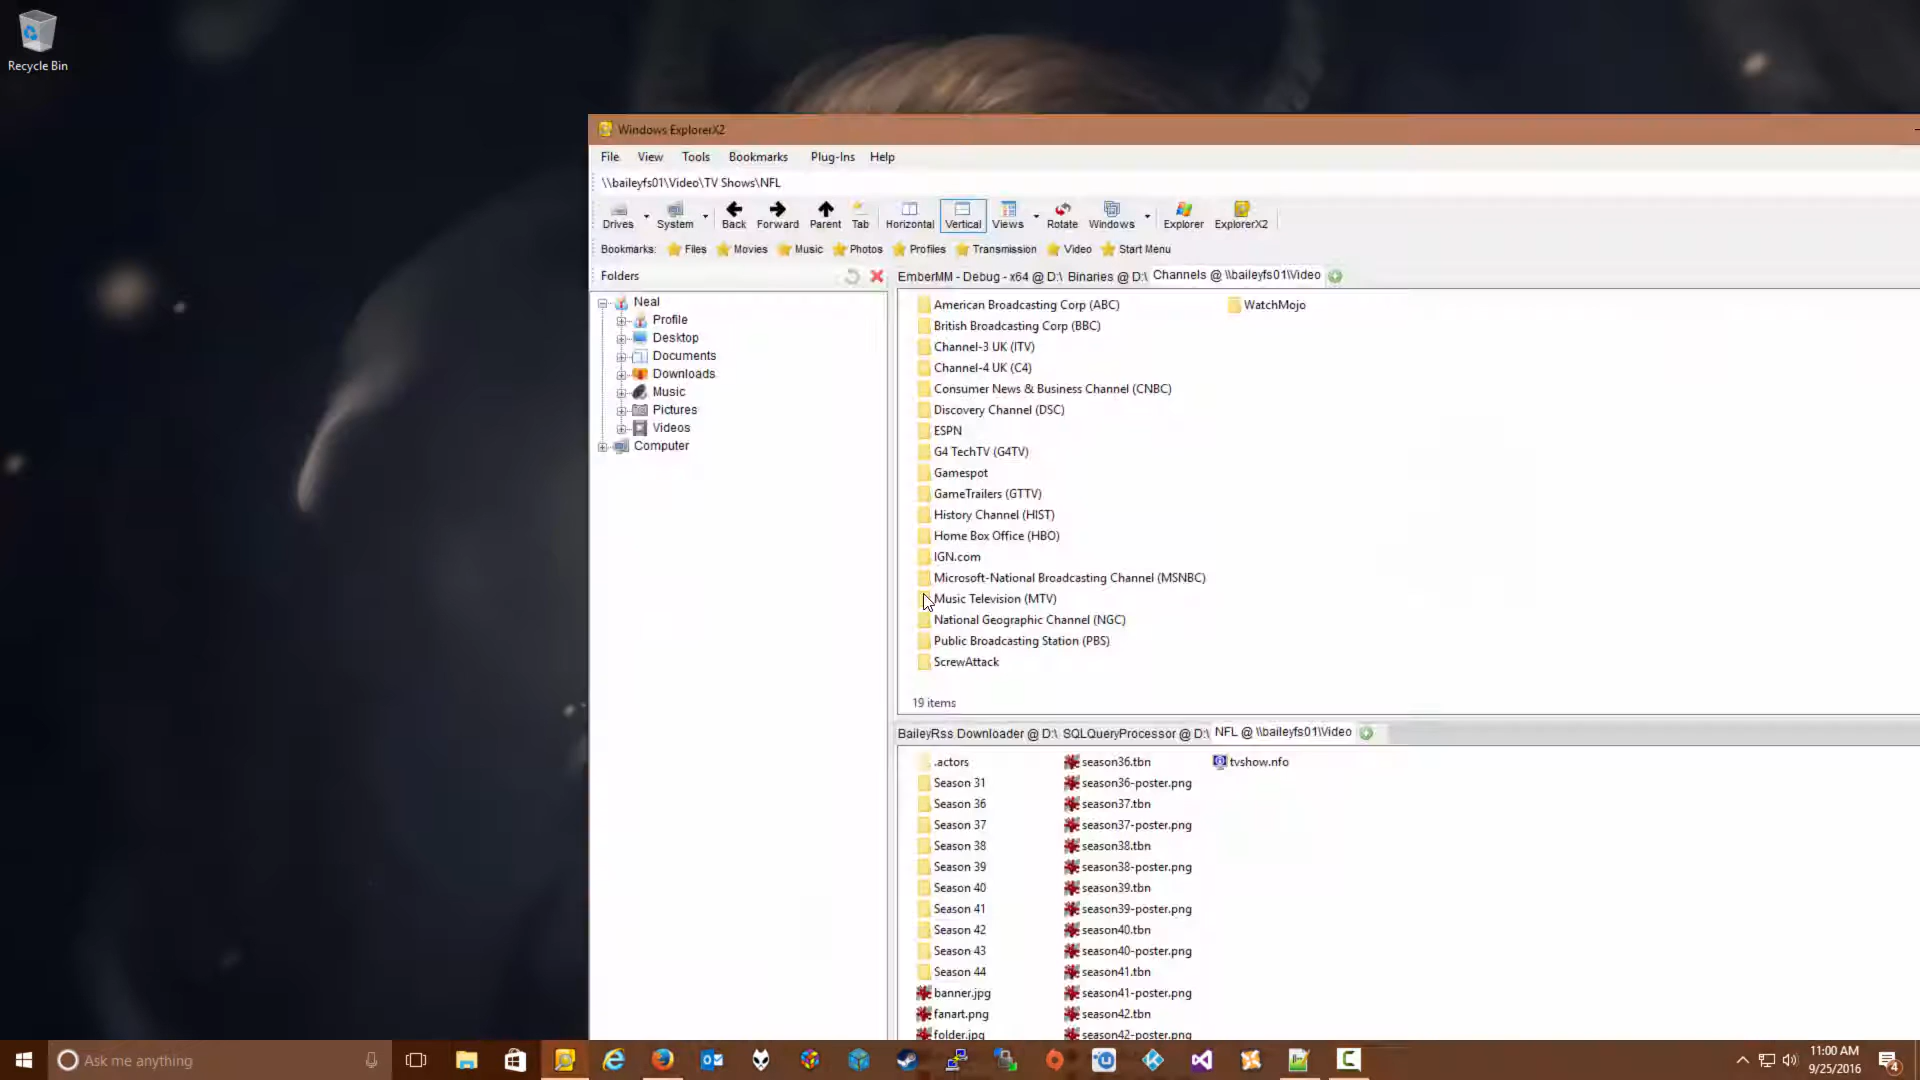 Recycle Bin
Windows ExplorerX2
File View Tools Bookmarks Plug-Ins Help
\\baileyfs01\Video\TV Shows\NFL
Drives System Back Forward Parent Tab Horizontal Vertical Views Rotate Windows Explorer ExplorerX2
Bookmarks: Files Movies Music Photos Profiles Transmission Video Start Menu
Folders
Neal
Profile
Desktop
Documents
Downloads
Music
Pictures
Videos
Computer
EmberMM - Debug - x64 @ D:\ Binaries @ D:\ Channels @ \\baileyfs01\Video
American Broadcasting Corp (ABC)
British Broadcasting Corp (BBC)
Channel-3 UK (ITV)
Channel-4 UK (C4)
Consumer News & Business Channel (CNBC)
Discovery Channel (DSC)
ESPN
G4 TechTV (G4TV)
Gamespot
GameTrailers (GTTV)
History Channel (HIST)
Home Box Office (HBO)
IGN.com
Microsoft-National Broadcasting Channel (MSNBC)
Music Television (MTV)
National Geographic Channel (NGC)
Public Broadcasting Station (PBS)
ScrewAttack
WatchMojo
19 items
BaileyRss Downloader @ D:\ SQLQueryProcessor @ D:\ NFL @ \\baileyfs01\Video
.actors
Season 31
Season 36
Season 37
Season 38
Season 39
Season 40
Season 41
Season 42
Season 43
Season 44
banner.jpg
fanart.png
folder.jpg
season36.tbn
season36-poster.png
season37.tbn
season37-poster.png
season38.tbn
season38-poster.png
season39.tbn
season39-poster.png
season40.tbn
season40-poster.png
season41.tbn
season41-poster.png
season42.tbn
season42-poster.png
tvshow.nfo
Ask me anything
11:00 AM
9/25/2016
4